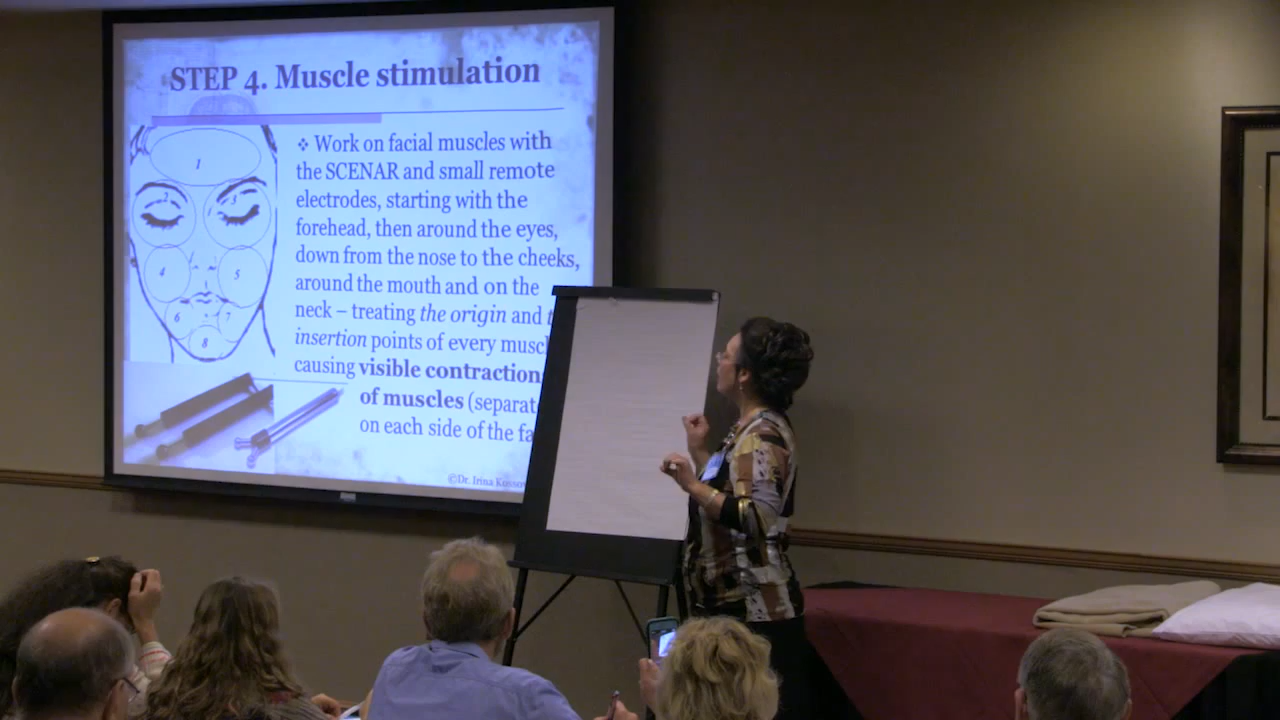 STEP 4. Muscle stimulation
❖ Work on facial muscles with
the SCENAR and small remote
electrodes, starting with the
forehead, then around the eyes,
down from the nose to the cheeks,
around the mouth and on the
neck – treating the origin and
insertion points of every
causing visible contraction
of muscles
on each side of the
1
2
3
4
5
6
7
8
©Dr. Irina